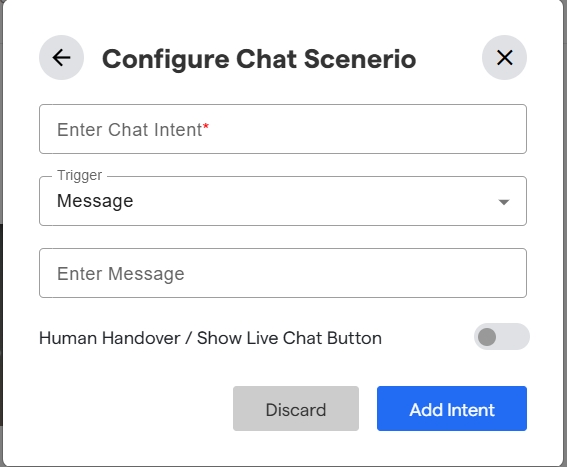 Configure Chat Scenerio
Enter Chat Intent*
Trigger
Message
Enter Message
Human Handover / Show Live Chat Button
Discard
Add Intent